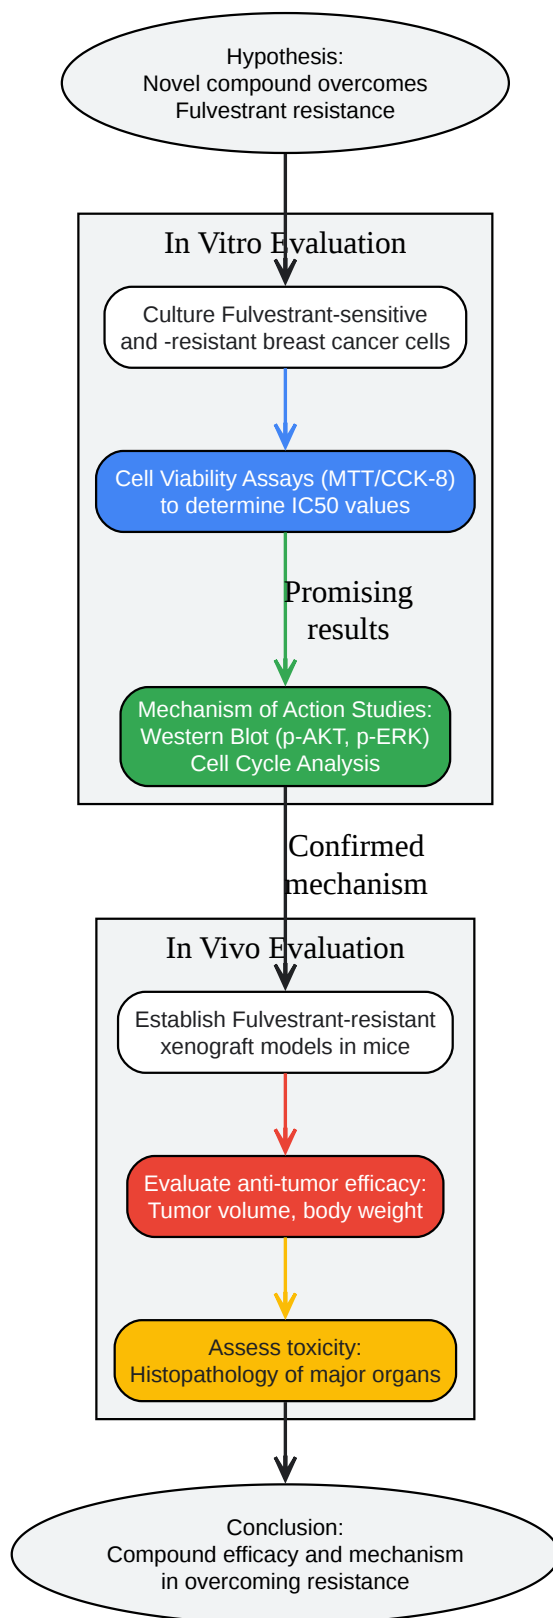 Hypothesis:
Novel compound overcomes
Fulvestrant resistance
In Vitro Evaluation
Culture Fulvestrant-sensitive
and -resistant breast cancer cells
Cell Viability Assays (MTT/CCK-8)
to determine IC50 values
Promising
results
Mechanism of Action Studies:
Western Blot (p-AKT, p-ERK)
Cell Cycle Analysis
Confirmed
mechanism
In Vivo Evaluation
Establish Fulvestrant-resistant
xenograft models in mice
Evaluate anti-tumor efficacy:
Tumor volume, body weight
Assess toxicity:
Histopathology of major organs
Conclusion:
Compound efficacy and mechanism
in overcoming resistance